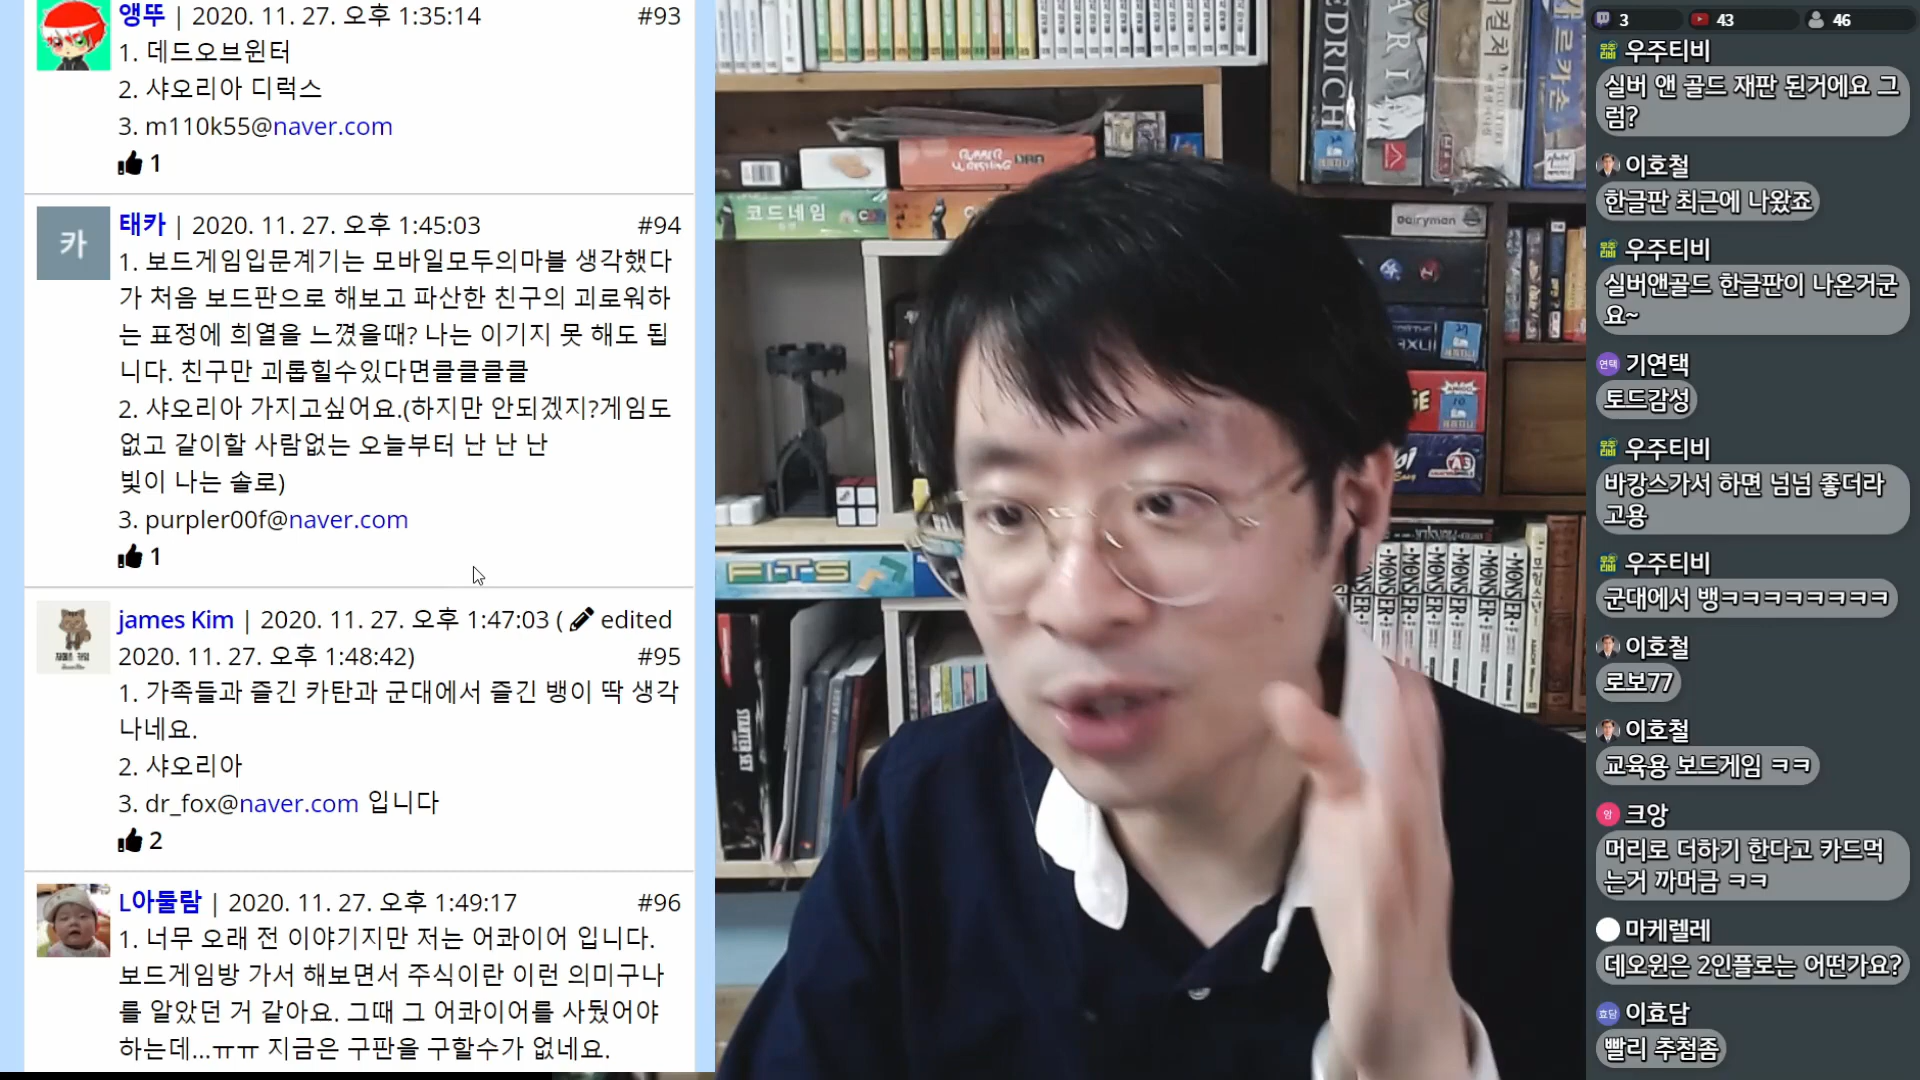 앵뚜 | 2020. 11. 27. 오후 1:35:14 #93
1. 데드오브윈터
2. 샤오리아 디럭스
3. m110k55@naver.com
1
카
태카 | 2020. 11. 27. 오후 1:45:03 #94
1. 보드게임입문계기는 모바일모두의마블 생각했다
가 처음 보드판으로 해보고 파산한 친구의 괴로워하
는 표정에 희열을 느꼈을때? 나는 이기지 못 해도 됩
니다. 친구만 괴롭힐수있다면클클클클
2. 샤오리아 가지고싶어요.(하지만 안되겠지?게임도
없고 같이할 사람없는 오늘부터 난 난 난
빛이 나는 솔로)
3. purpler00f@naver.com
1
james Kim | 2020. 11. 27. 오후 1:47:03 ( edited
2020. 11. 27. 오후 1:48:42) #95
1. 가족들과 즐긴 카탄과 군대에서 즐긴 뱅이 딱 생각
나네요.
2. 샤오리아
3. dr_fox@naver.com 입니다
2
L아둘람 | 2020. 11. 27. 오후 1:49:17 #96
1. 너무 오래 전 이야기지만 저는 어콰이어 입니다.
보드게임방 가서 해보면서 주식이란 이런 의미구나
를 알았던 거 같아요. 그때 그 어콰이어를 사뒀어야
하는데...ㅠㅠ 지금은 구판을 구할수가 없네요.
코드네임
FITS
Dairyman
STARTER SET
MONSTER
MONSTER
MONSTER
MONSTER
MONSTER
MONSTER
3 43 46
우주티비
실버 앤 골드 재판 된거에요 그
럼?
이호철
한글판 최근에 나왔죠
우주티비
실버앤골드 한글판이 나온거군
요~
연택
기연택
토드감성
우주티비
바캉스가서 하면 넘넘 좋더라
고용
우주티비
군대에서 뱅ㅋㅋㅋㅋㅋㅋㅋㅋ
이호철
로보77
이호철
교육용 보드게임 ㅋㅋ
암
크앙
머리로 더하기 한다고 카드먹
는거 까머금 ㅋㅋ
마케렐레
데오윈은 2인플로는 어떤가요?
효담
이효담
빨리 추첨좀